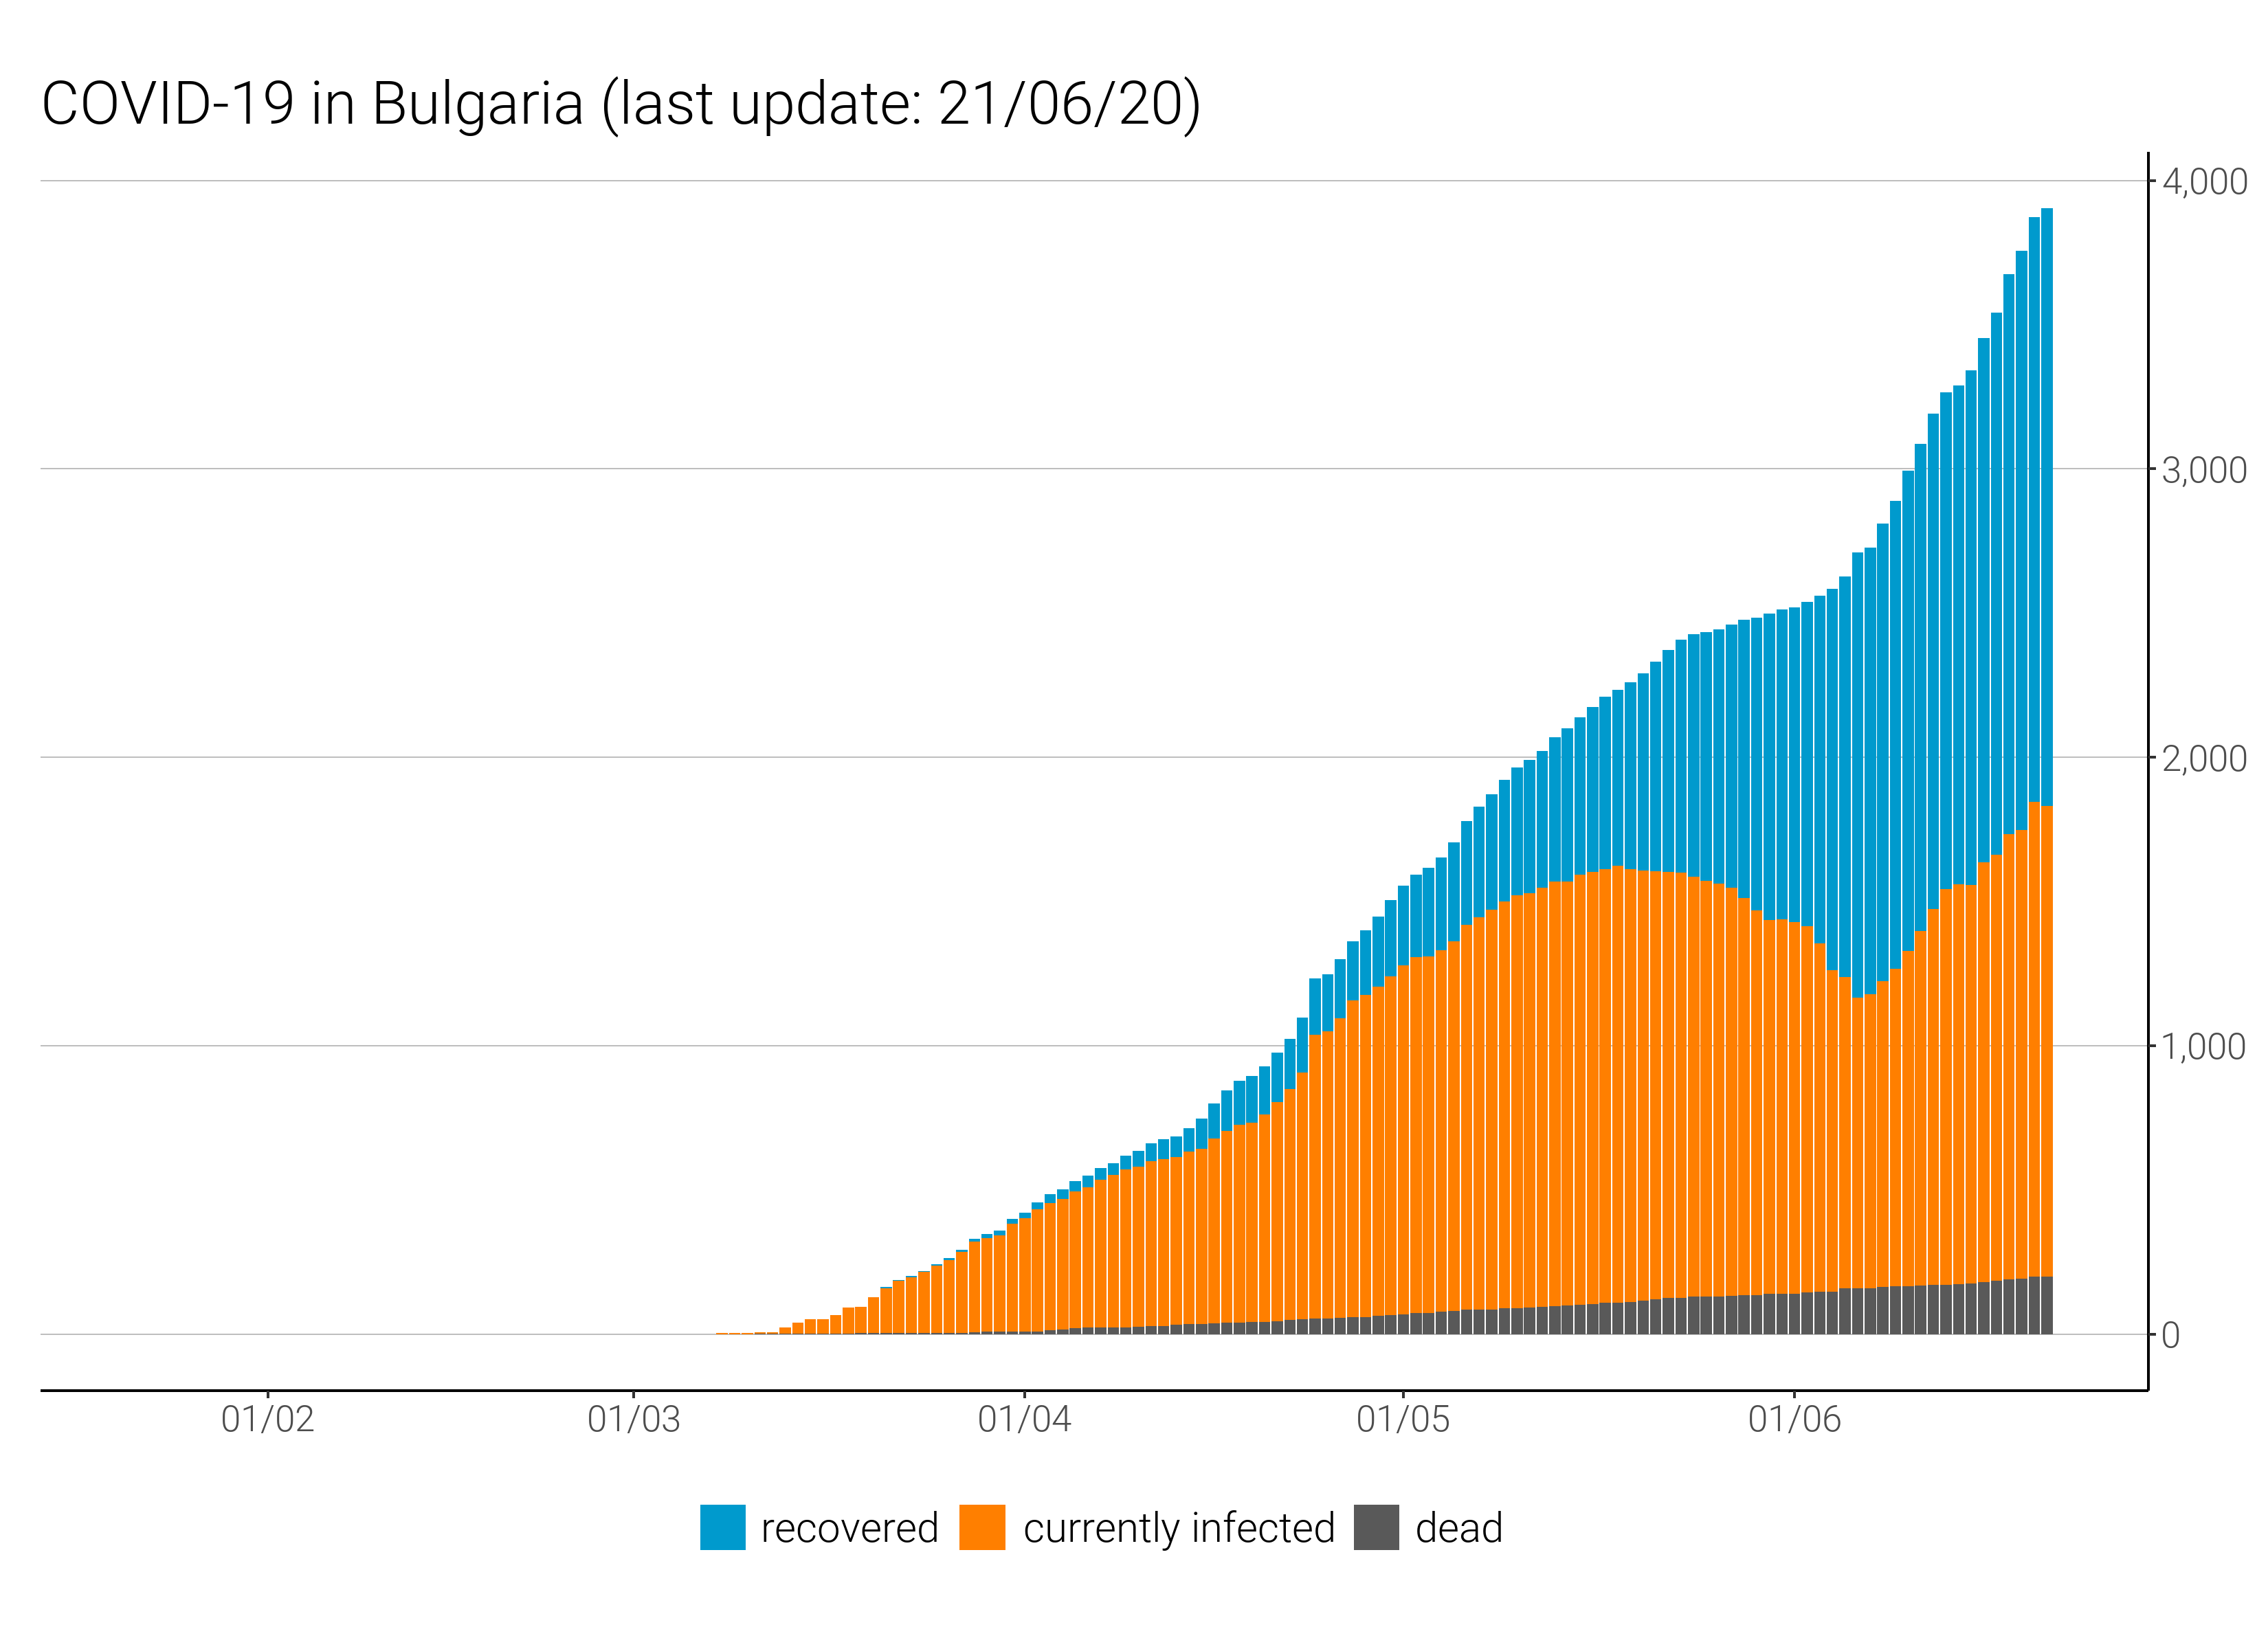 COVID-19 in Bulgaria (last update: 21/06/20)
4,000
3,000
2,000
1,000
0
01/02 01/03 01/04 01/05 01/06
recovered currently infected dead